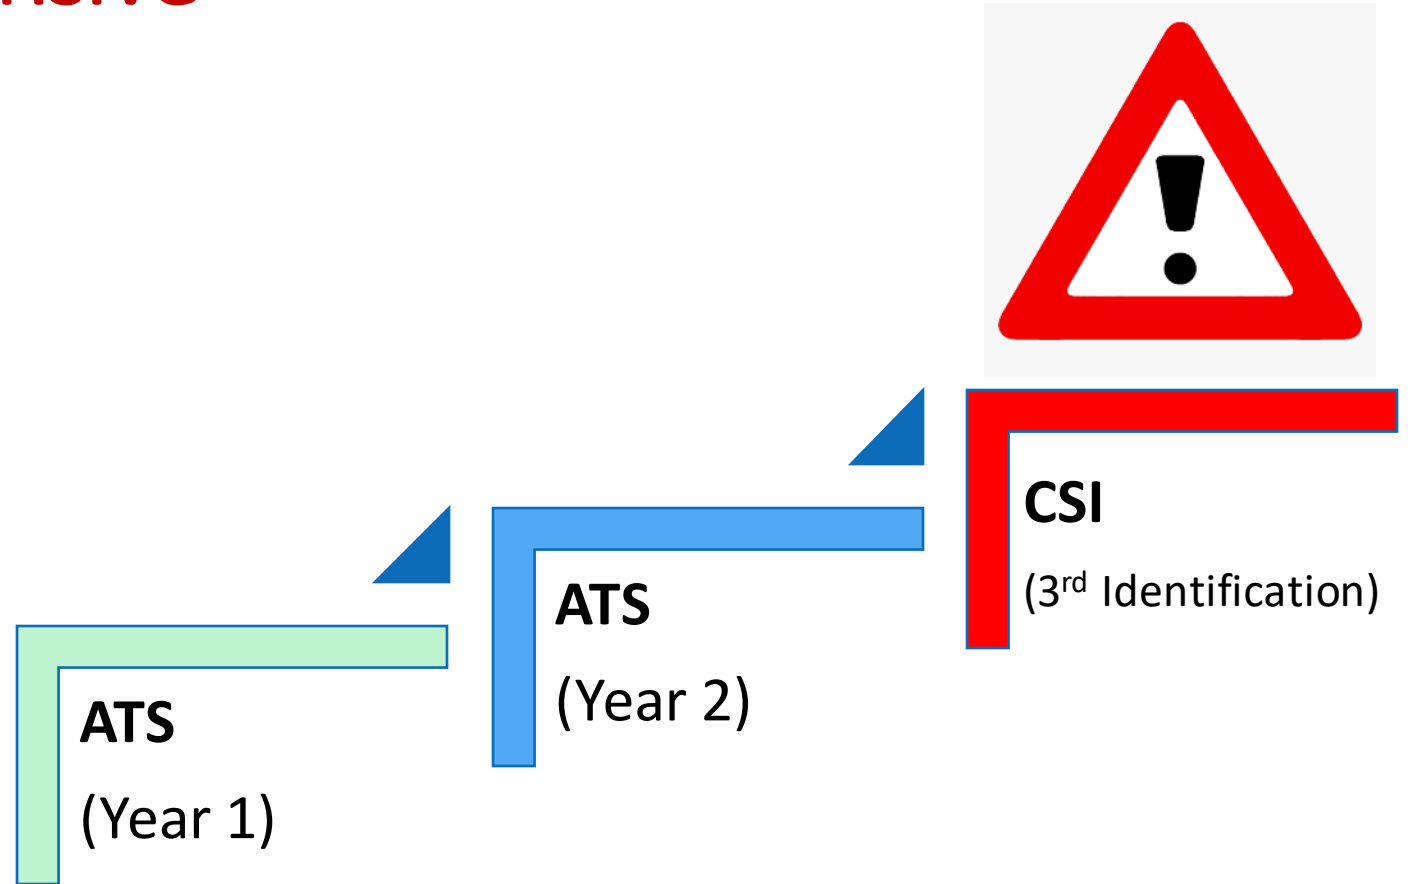 ATS
(Year 1)
ATS
(Year 2)
CSI
(3rd Identification)